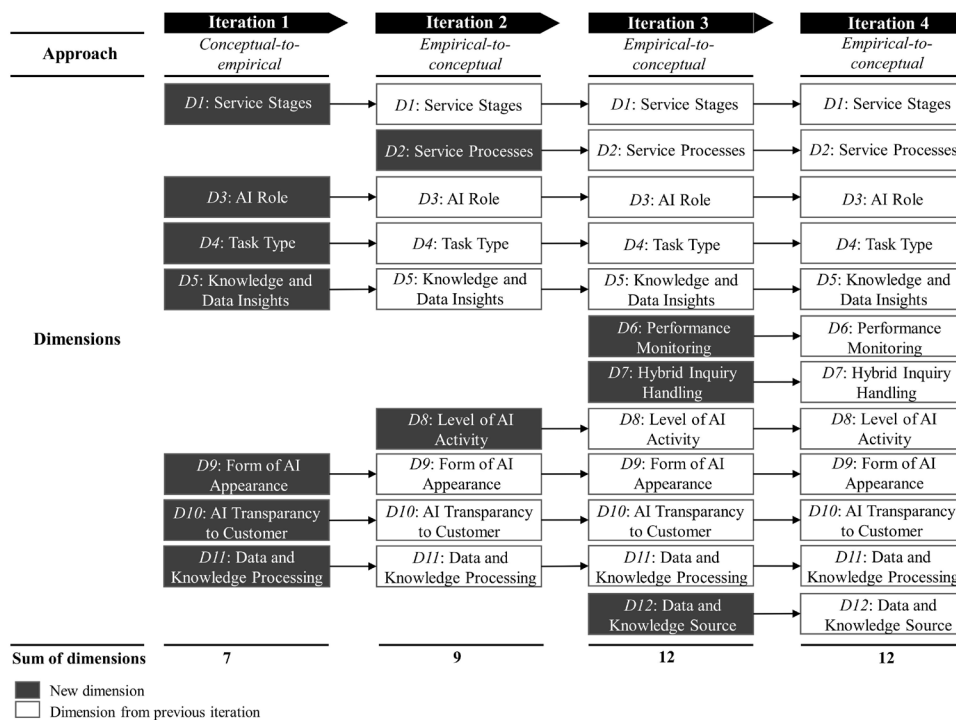 Iteration 1 Iteration 2 Iteration 3 Iteration 4
Approach
Conceptual-to-
empirical
Empirical-to-
conceptual
Empirical-to-
conceptual
Empirical-to-
conceptual
Dimensions
D1: Service Stages D1: Service Stages D1: Service Stages D1: Service Stages
D2: Service Processes D2: Service Processes D2: Service Processes
D3: AI Role D3: AI Role D3: AI Role D3: AI Role
D4: Task Type D4: Task Type D4: Task Type D4: Task Type
D5: Knowledge and D5: Knowledge and D5: Knowledge and D5: Knowledge and
Data Insights Data Insights Data Insights Data Insights
D6: Performance D6: Performance
Monitoring Monitoring
D7: Hybrid Inquiry D7: Hybrid Inquiry
Handling Handling
D8: Level of AI D8: Level of AI D8: Level of AI
Activity Activity Activity
D9: Form of AI D9: Form of AI D9: Form of AI D9: Form of AI
Appearance Appearance Appearance Appearance
D10: AI Transparancy D10: AI Transparancy D10: AI Transparancy D10: AI Transparancy
to Customer to Customer to Customer to Customer
D11: Data and D11: Data and D11: Data and D11: Data and
Knowledge Processing Knowledge Processing Knowledge Processing Knowledge Processing
D12: Data and D12: Data and
Knowledge Source Knowledge Source
Sum of dimensions 7 9 12 12
New dimension
Dimension from previous iteration